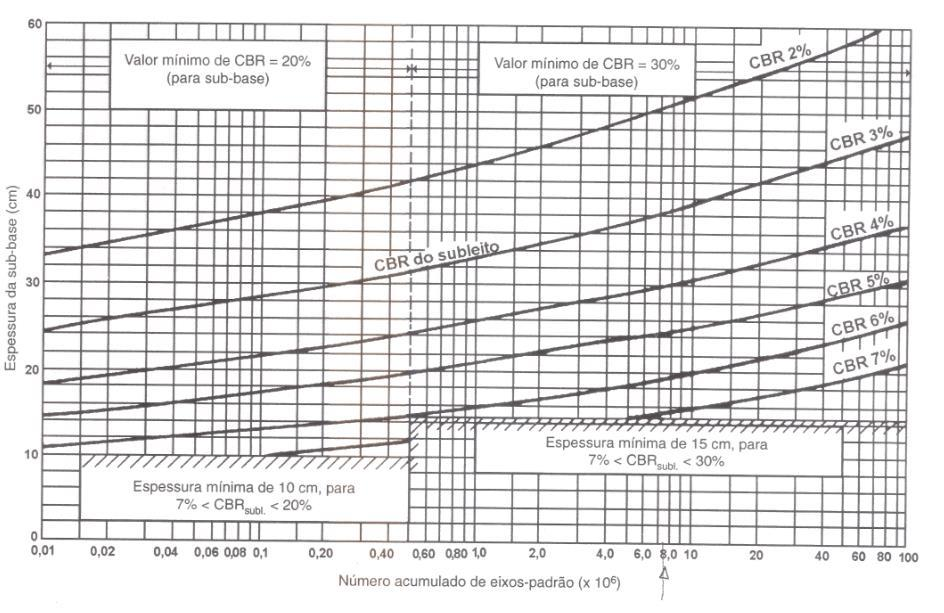 60
50
40
30
20
10
0
Espessura da sub-base (cm)
Valor mínimo de CBR = 20%
(para sub-base)
Valor mínimo de CBR = 30%
(para sub-base)
CBR 2%
CBR 3%
CBR do subleito
CBR 4%
CBR 5%
CBR 6%
CBR 7%
Espessura mínima de 15 cm, para
7% < CBRsubl. < 30%
Espessura mínima de 10 cm, para
7% < CBRsubl. < 20%
0,01 0,02 0,04 0,06 0,08 0,1 0,20 0,40 0,60 0,80 1,0 2,0 4,0 6,0 8,0 10 20 40 60 80 100
Número acumulado de eixos-padrão (x 10⁶)